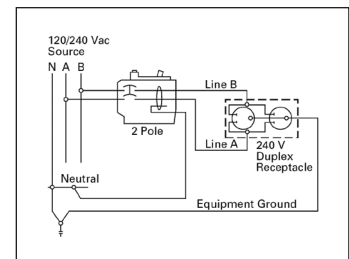 120/240 Vac
Source
N A B
Line B
2 Pole
Line A
240 V
Duplex
Receptacle
Neutral
Equipment Ground